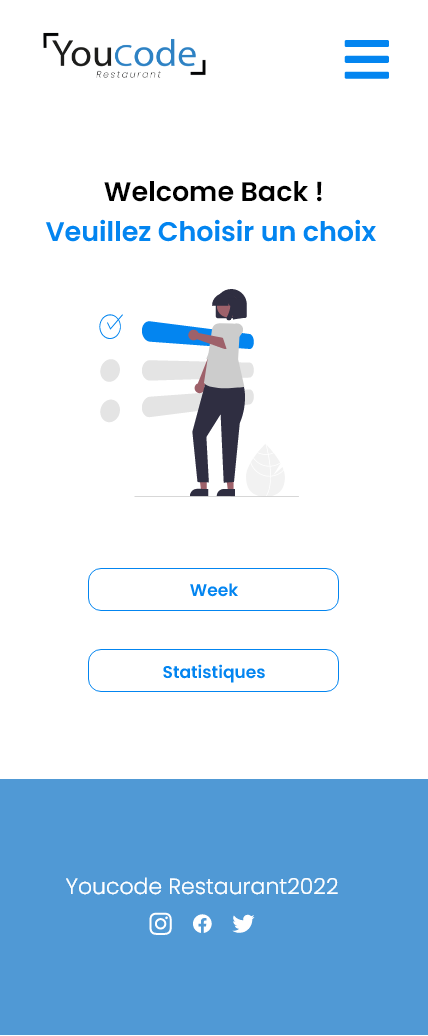 YouCode
Restaurant
Welcome Back !
Veuillez Choisir un choix
Week
Statistiques
Youcode Restaurant2022